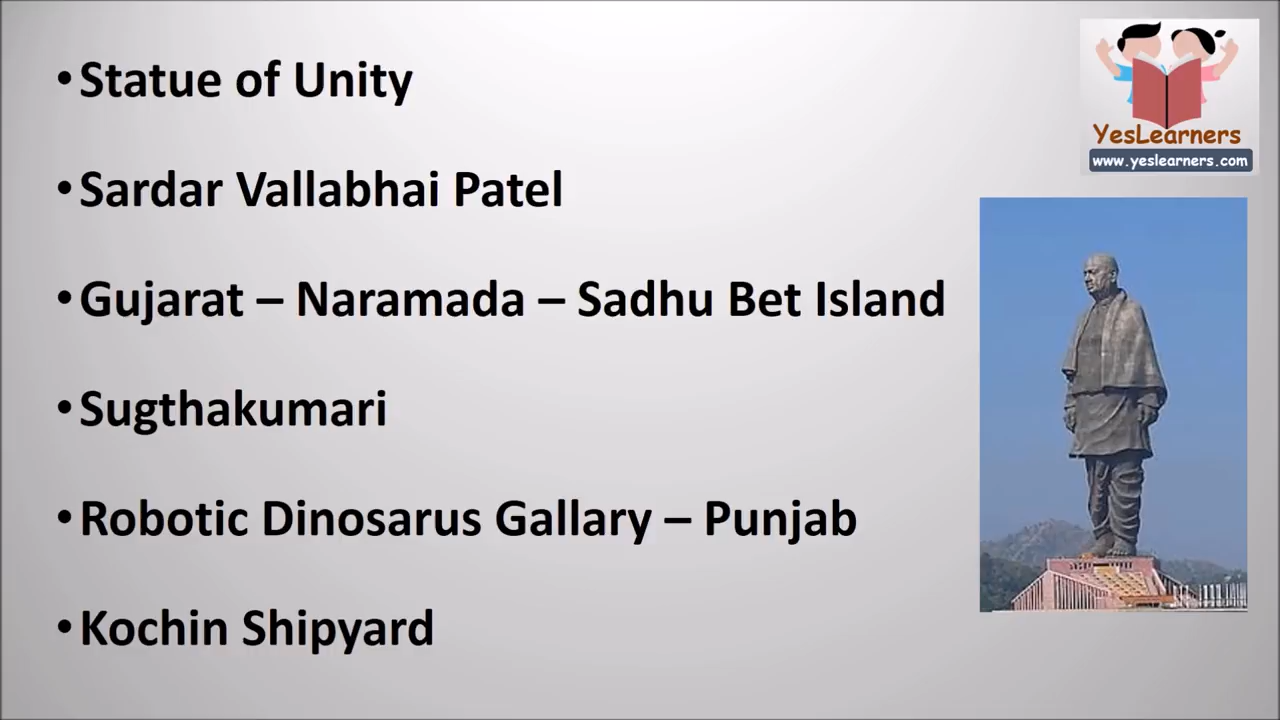 • Statue of Unity
• Sardar Vallabhai Patel
• Gujarat – Naramada – Sadhu Bet Island
• Sugthakumari
• Robotic Dinosarus Gallary – Punjab
• Kochin Shipyard
YesLearners
www.yeslearners.com